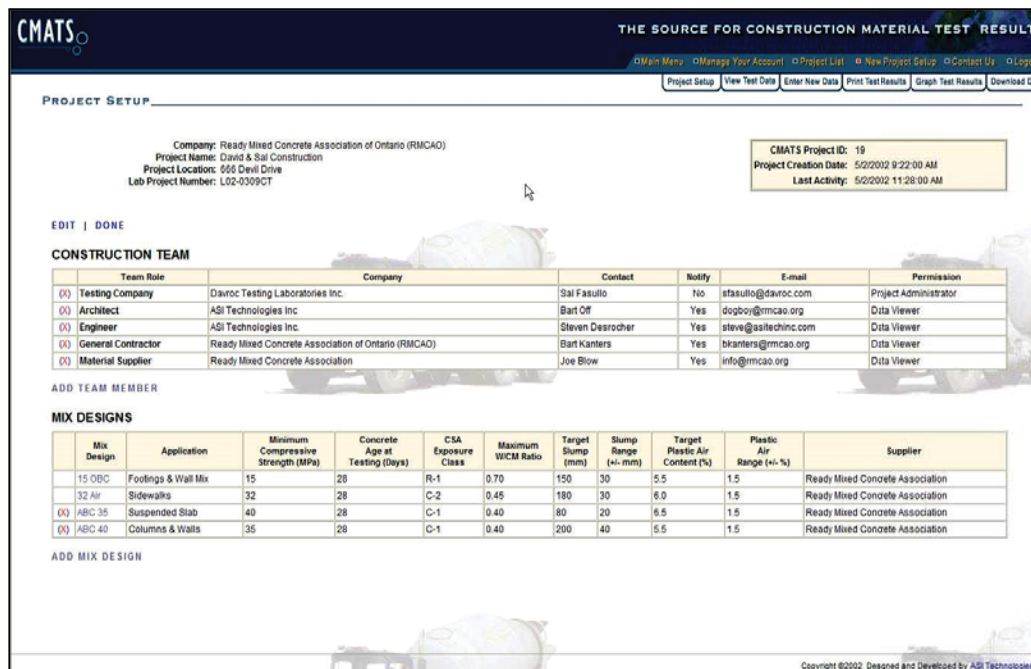 CMATS
THE SOURCE FOR CONSTRUCTION MATERIAL TEST RESULT
Main Menu Manage Your Account Project List New Project Setup Contact Us Logo
Project Setup View Test Data Enter New Data Print Test Results Graph Test Results Download D
PROJECT SETUP
Company: Ready Mixed Concrete Association of Ontario (RMCAO)
Project Name: David & Sal Construction
Project Location: 666 Devil Drive
Lab Project Number: L02-0309CT
CMATS Project ID: 19
Project Creation Date: 5/2/2002 9:22:00 AM
Last Activity: 5/2/2002 11:28:00 AM
EDIT | DONE
CONSTRUCTION TEAM
Team Role Company Contact Notify E-mail Permission
(X) Testing Company Davroc Testing Laboratories Inc. Sal Fasullo No sfasullo@davroc.com Project Administrator
(X) Architect ASI Technologies Inc Bart Off Yes dogboy@rmcao.org Data Viewer
(X) Engineer ASI Technologies Inc. Steven Desrocher Yes steve@asitechinc.com Data Viewer
(X) General Contractor Ready Mixed Concrete Association of Ontario (RMCAO) Bart Kanters Yes bkanters@rmcao.org Data Viewer
(X) Material Supplier Ready Mixed Concrete Association Joe Blow Yes info@rmcao.org Data Viewer
ADD TEAM MEMBER
MIX DESIGNS
Mix Design Application Minimum Compressive Strength (MPa) Concrete Age at Testing (Days) CSA Exposure Class Maximum W/CM Ratio Target Slump (mm) Slump Range (+/- mm) Target Plastic Air Content (%) Plastic Air Range (+/- %) Supplier
15 OBC Footings & Wall Mix 15 28 R-1 0.70 150 30 5.5 1.5 Ready Mixed Concrete Association
32 Air Sidewalks 32 28 C-2 0.45 180 30 6.0 1.5 Ready Mixed Concrete Association
(X) ABC 35 Suspended Slab 40 28 C-1 0.40 80 20 6.5 1.5 Ready Mixed Concrete Association
(X) ABC 40 Columns & Walls 35 28 C-1 0.40 200 40 5.5 1.5 Ready Mixed Concrete Association
ADD MIX DESIGN
Copyright ©2002 Designed and Developed by ASI Technologies